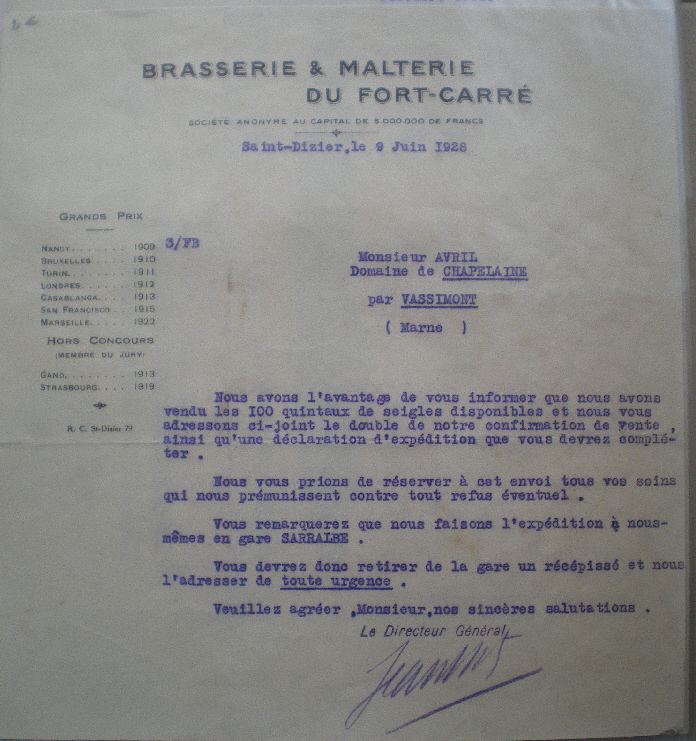 BRASSERIE & MALTERIE
DU FORT-CARRÉ
SOCIÉTÉ ANONYME AU CAPITAL DE 5.000.000 DE FRANCS
Saint-Dizier,le 9 Juin 1928
GRANDS PRIX
NANCY....... 1909
BRUXELLES.... 1910
TURIN....... 1911
LONDRES..... 1912
CASABLANCA.... 1913
SAN FRANCISCO.. 1915
MARSEILLE.... 1922
HORS CONCOURS
(MEMBRE DU JURY)
GAND....... 1913
STRASBOURG... 1919
R. C. St-Dizier 79
3/FB
Monsieur AVRIL
Domaine de CHAPELAINE
par VASSIMONT
( Marne )
Nous avons l'avantage de vous informer que nous avons
vendu les 100 quintaux de seigles disponibles et nous vous
adressons ci-joint le double de notre confirmation de vente ,
ainsi qu'une déclaration d'expédition que vous devrez complé-
ter .
Nous vous prions de réserver à cet envoi tous vos soins
qui nous prémunissent contre tout refus éventuel .
Vous remarquerez que nous faisons l'expédition à nous-
mêmes en gare SARRALBE .
Vous devrez donc retirer de la gare un récépissé et nous
l'adresser de toute urgence .
Veuillez agréer ,Monsieur,nos sincères salutations .
Le Directeur Général